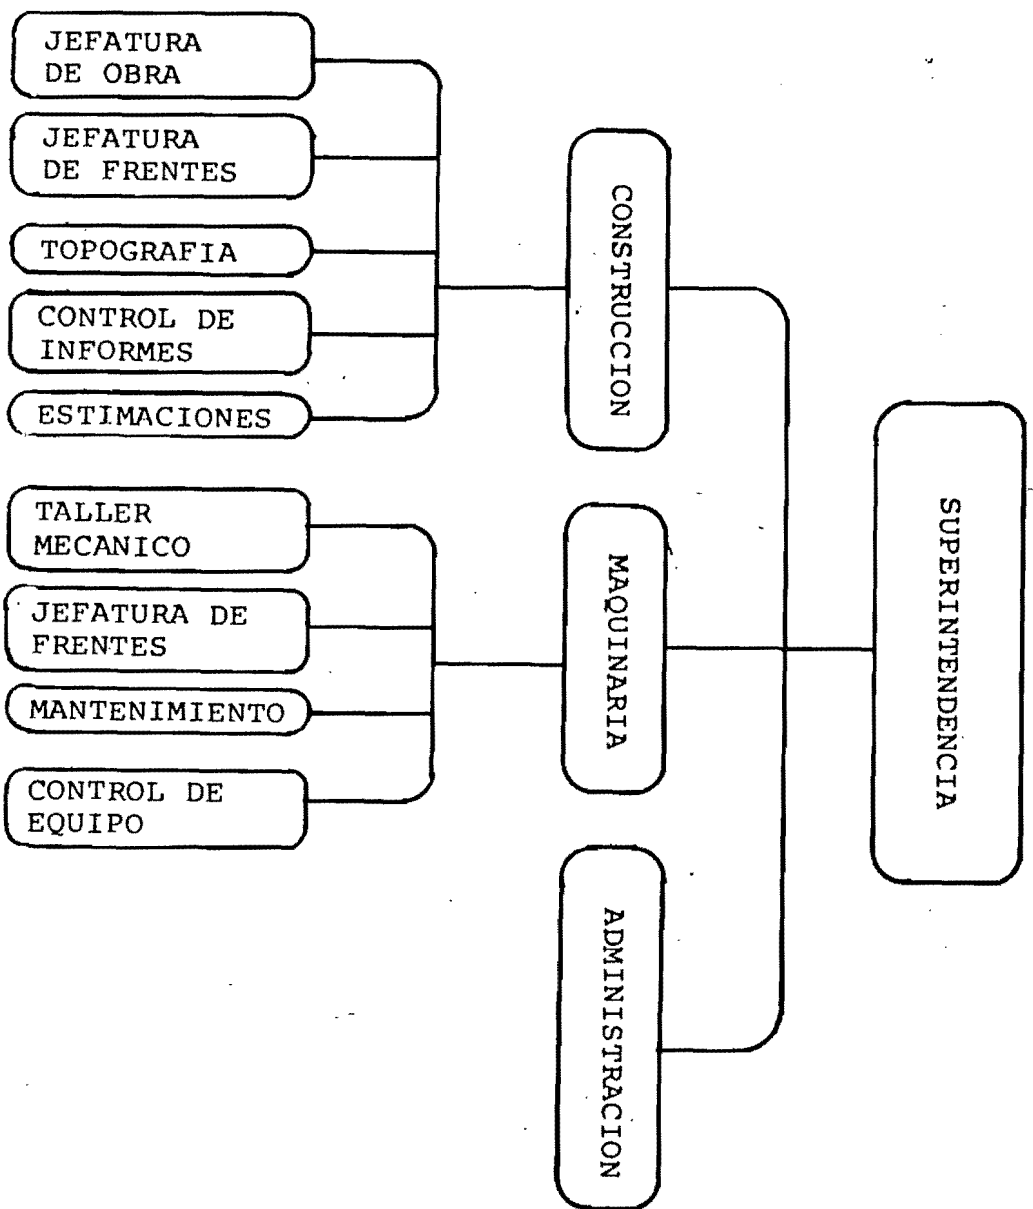 JEFATURA
DE OBRA
JEFATURA
DE FRENTES
TOPOGRAFIA
CONTROL DE
INFORMES
ESTIMACIONES
TALLER
MECANICO
JEFATURA DE
FRENTES
MANTENIMIENTO
CONTROL DE
EQUIPO
CONSTRUCCION
MAQUINARIA
ADMINISTRACION
SUPERINTENDENCIA